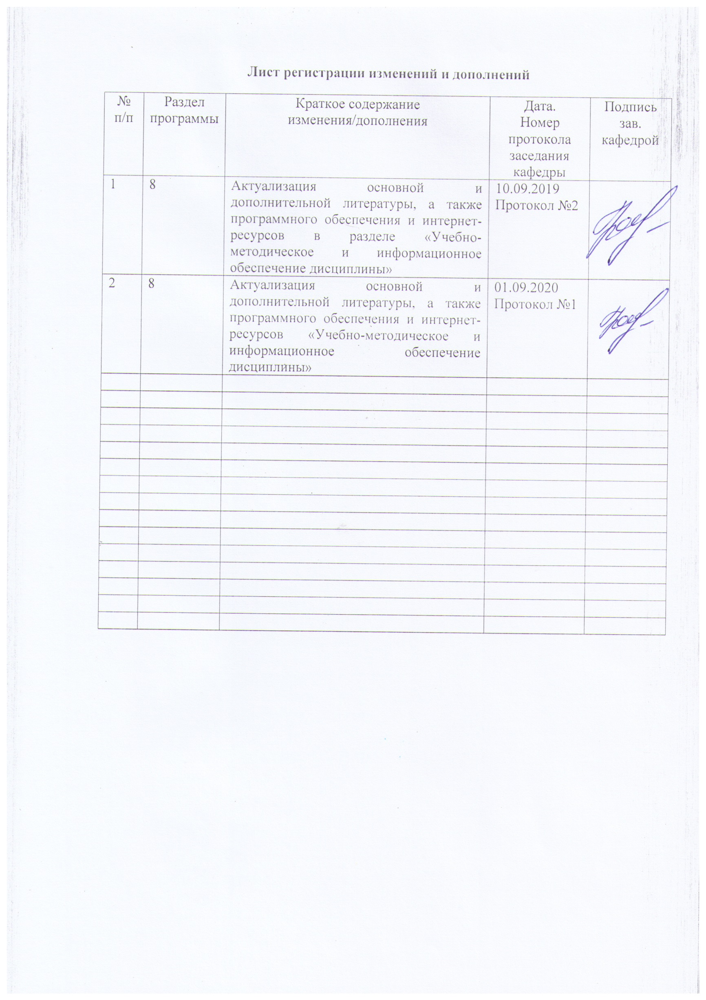 Лист регистрации изменений и дополнений
№
п/п
Раздел
программы
Краткое содержание
изменения/дополнения
Дата.
Номер
протокола
заседания
кафедры
Подпись
зав.
кафедрой
1
8
Актуализация основной и
дополнительной литературы, а также
программного обеспечения и интернет-
ресурсов в разделе «Учебно-
методическое и информационное
обеспечение дисциплины»
10.09.2019
Протокол №2
2
8
Актуализация основной и
дополнительной литературы, а также
программного обеспечения и интернет-
ресурсов «Учебно-методическое и
информационное обеспечение
дисциплины»
01.09.2020
Протокол №1